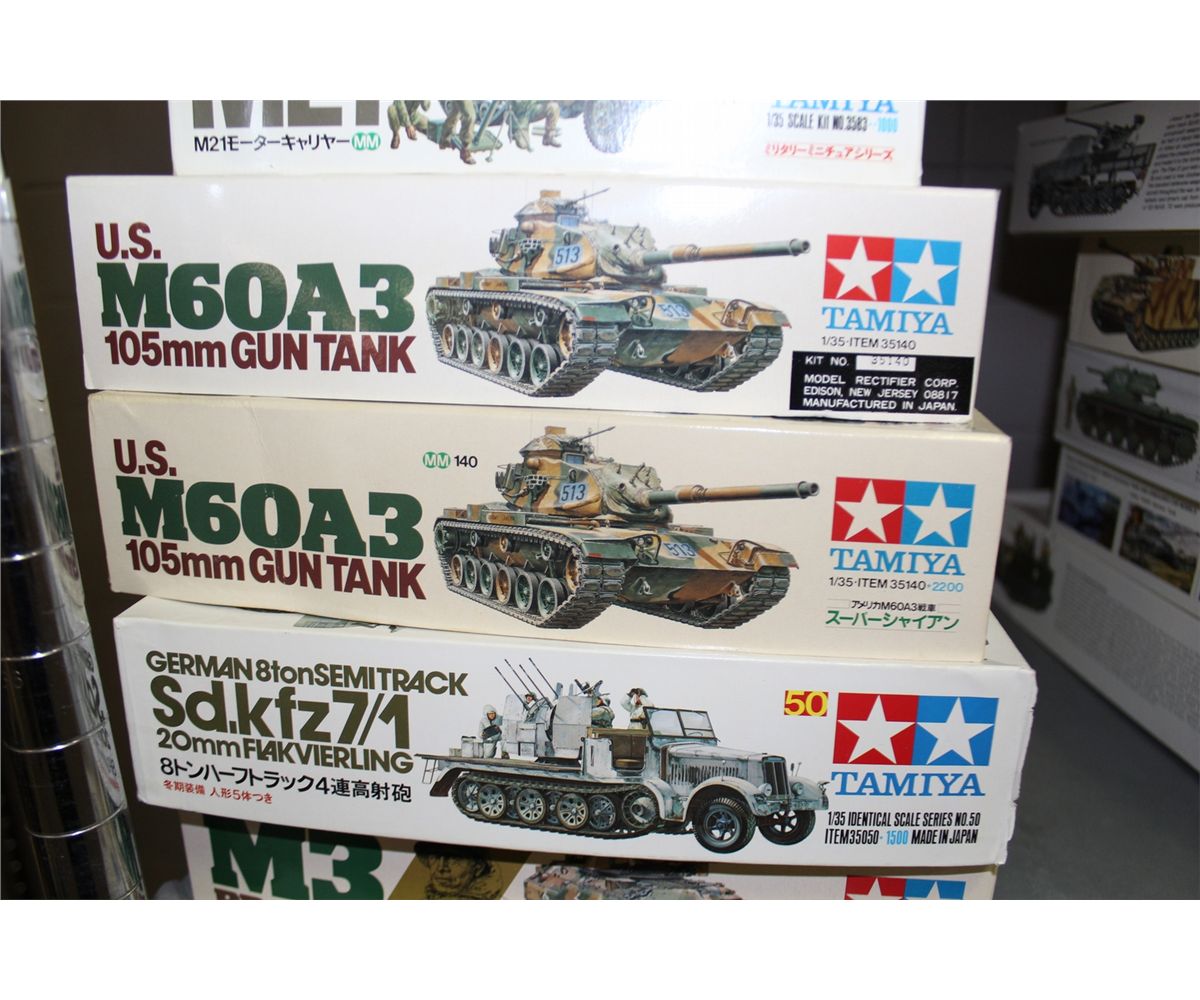 M21
M21モーターキャリヤー MM
TAMIYA
1/35 SCALE KIT NO.3583··1000
ミリタリーミニチュアシリーズ
U.S.
M60A3
105mm GUN TANK
513
513
TAMIYA
1/35·ITEM 35140
KIT NO. 35140
MODEL RECTIFIER CORP.
EDISON, NEW JERSEY 08817
MANUFACTURED IN JAPAN.
U.S.
M60A3
105mm GUN TANK
MM 140
513
513
TAMIYA
1/35·ITEM 35140·2200
アメリカM60A3戦車
スーパーシャイアン
GERMAN 8ton SEMITRACK
Sd.kfz7/1
20mm FLAKVIERLING
8トンハーフトラック4連高射砲
冬期装備 人形5体つき
50
TAMIYA
1/35 IDENTICAL SCALE SERIES NO.50
ITEM35050·1500 MADE IN JAPAN
M3